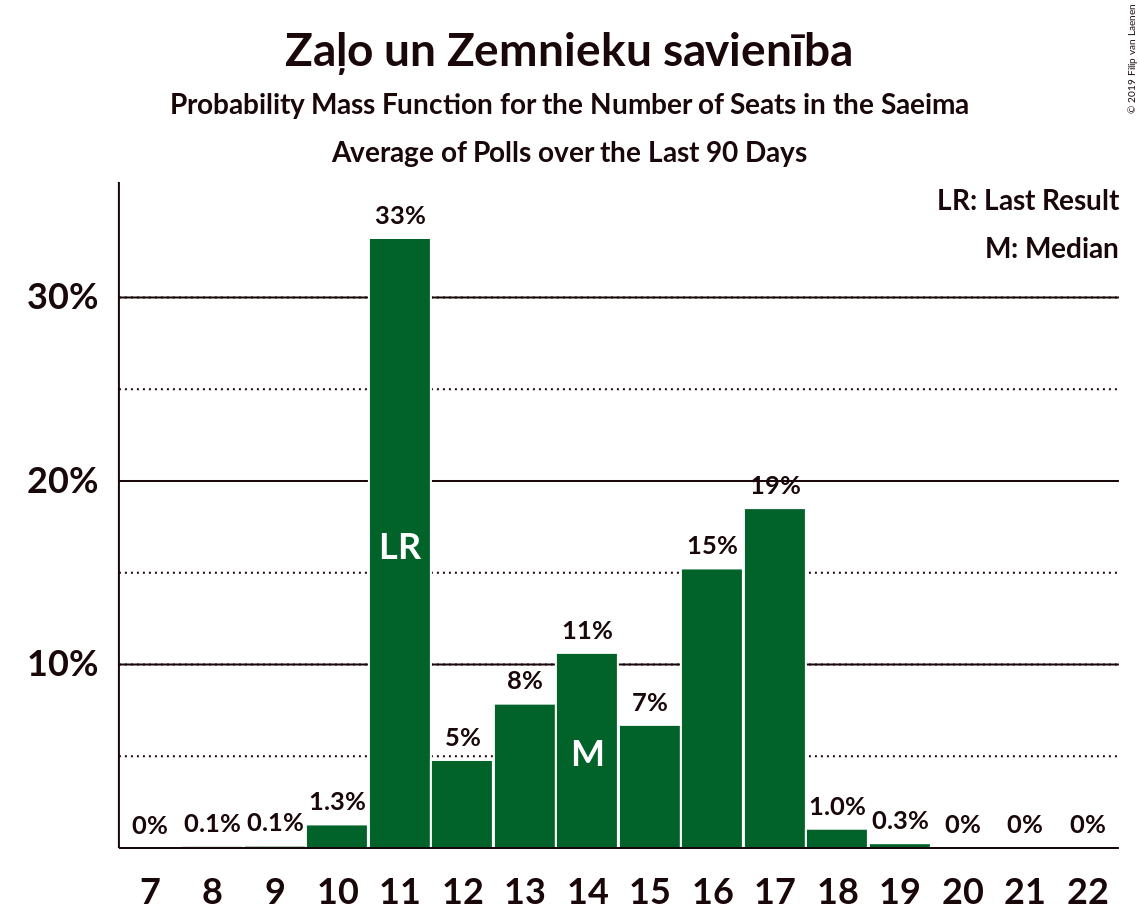 Zaļo un Zemnieku savienība
Probability Mass Function for the Number of Seats in the Saeima
Average of Polls over the Last 90 Days
© 2019 Filip van Laenen
LR: Last Result
M: Median
30%
20%
10%
0%
0.1%
0.1%
1.3%
33%
5%
8%
11%
7%
15%
19%
1.0%
0.3%
0%
0%
0%
LR
M
7 8 9 10 11 12 13 14 15 16 17 18 19 20 21 22